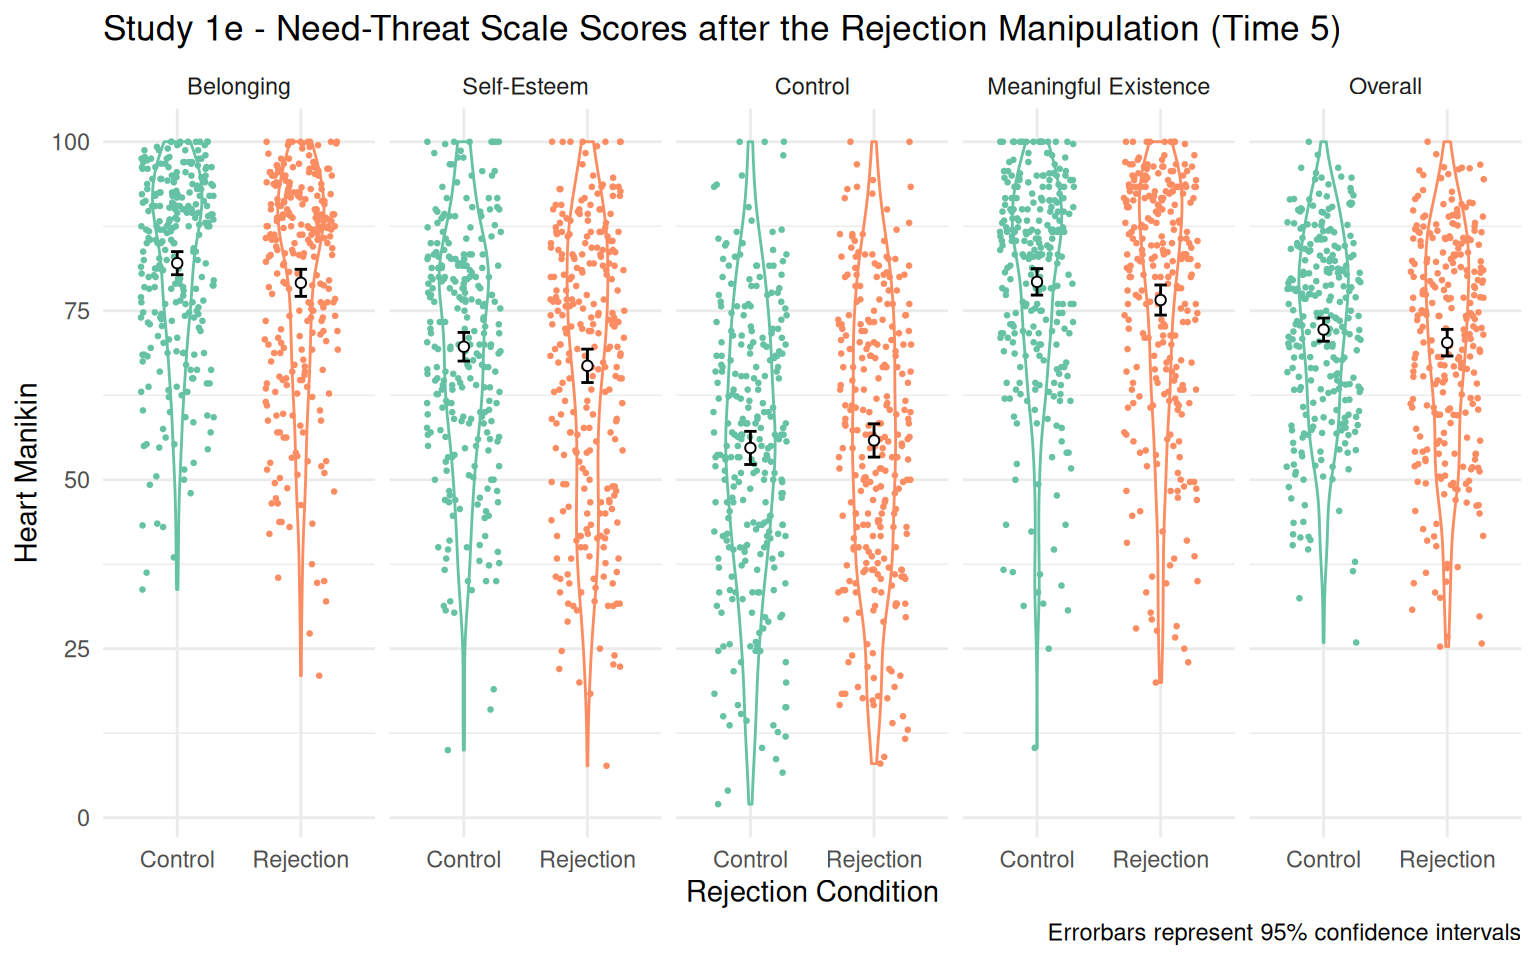 Study 1e - Need-Threat Scale Scores after the Rejection Manipulation (Time 5)
Belonging Self-Esteem Control Meaningful Existence Overall
100
75
50
25
0
Heart Manikin
Control Rejection Control Rejection Control Rejection Control Rejection Control Rejection
Rejection Condition
Errorbars represent 95% confidence intervals